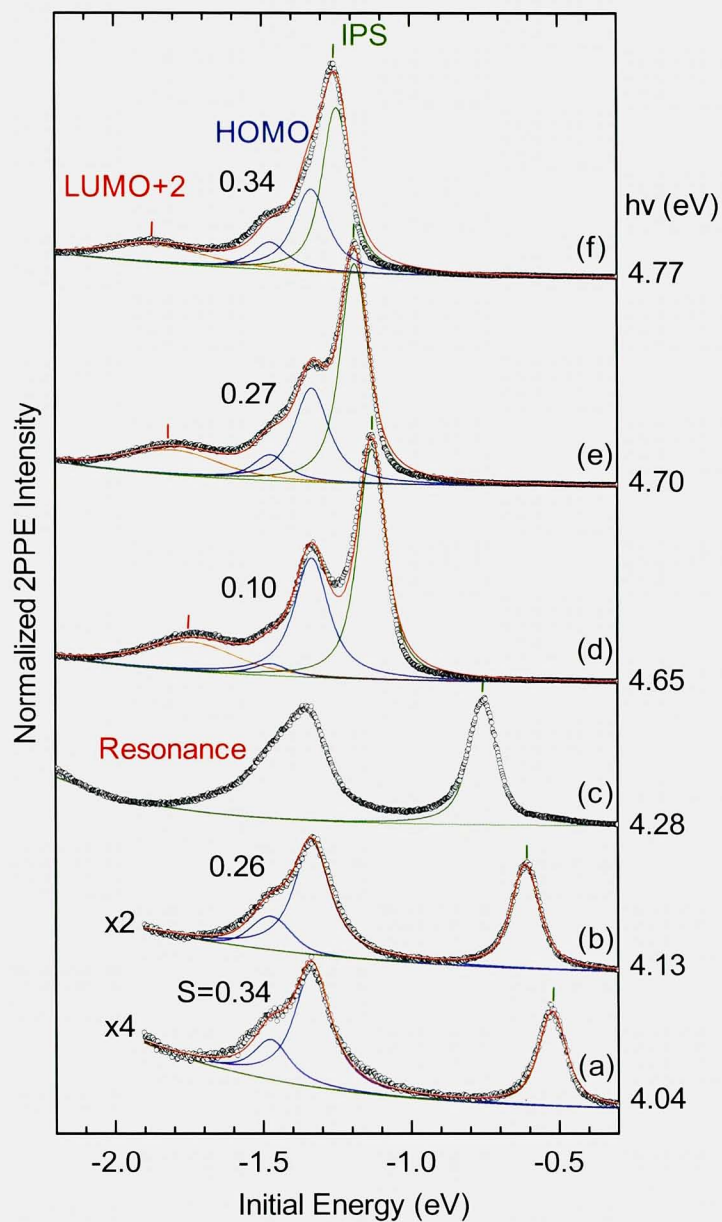 IPS
HOMO
LUMO+2
0.34
hν (eV)
(f)
4.77
0.27
(e)
4.70
0.10
(d)
4.65
Resonance
(c)
4.28
0.26
x2
(b)
4.13
S=0.34
x4
(a)
4.04
Normalized 2PPE Intensity
-2.0
-1.5
-1.0
-0.5
Initial Energy (eV)